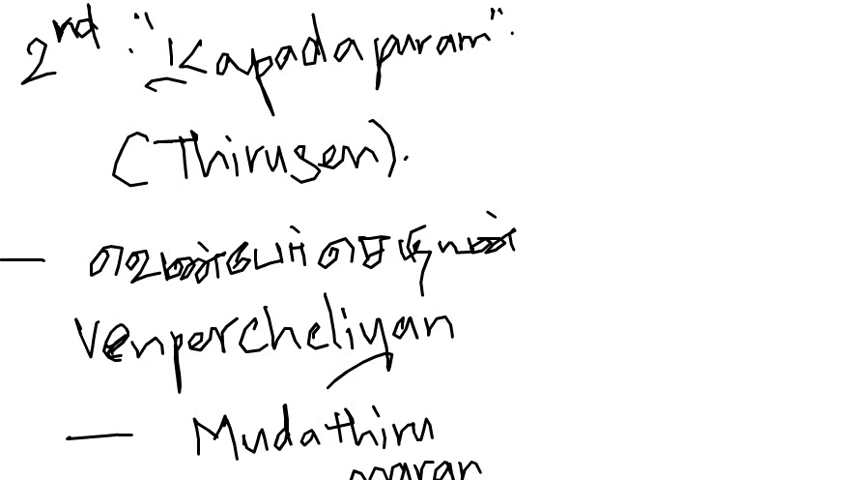 2nd : "Kapadapuram".
(Thirusen).
— வெண்பேர் செழியன்
Venpercheliyan
— Mudathiru
maran